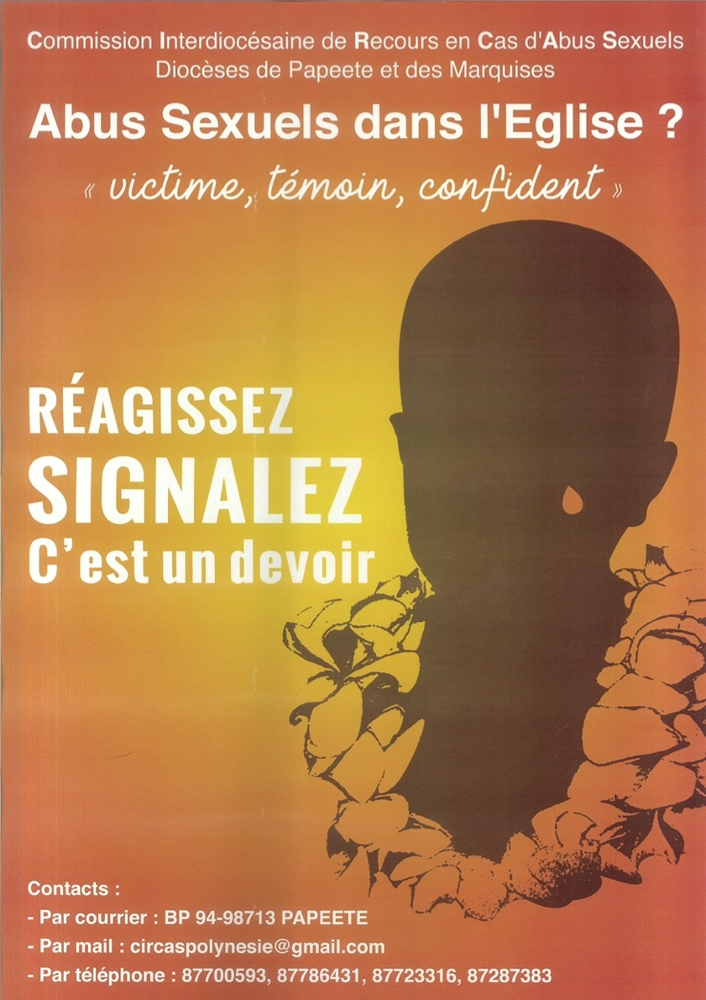 Commission Interdiocésaine de Recours en Cas d'Abus Sexuels
Diocèses de Papeete et des Marquises
Abus Sexuels dans l'Eglise ?
« victime, témoin, confident »
RÉAGISSEZ
SIGNALEZ
C'est un devoir
Contacts :
- Par courrier : BP 94-98713 PAPEETE
- Par mail : circaspolynesie@gmail.com
- Par téléphone : 87700593, 87786431, 87723316, 87287383